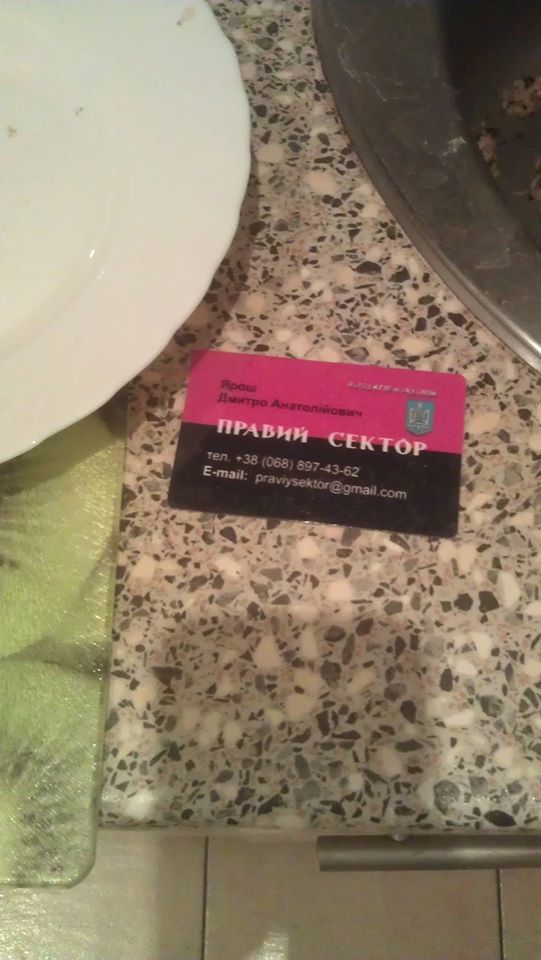 Ярош
Дмитро Анатолійович
ПРАВИЙ СЕКТОР
тел. +38 (068) 897-43-62
E-mail: praviysektor@gmail.com